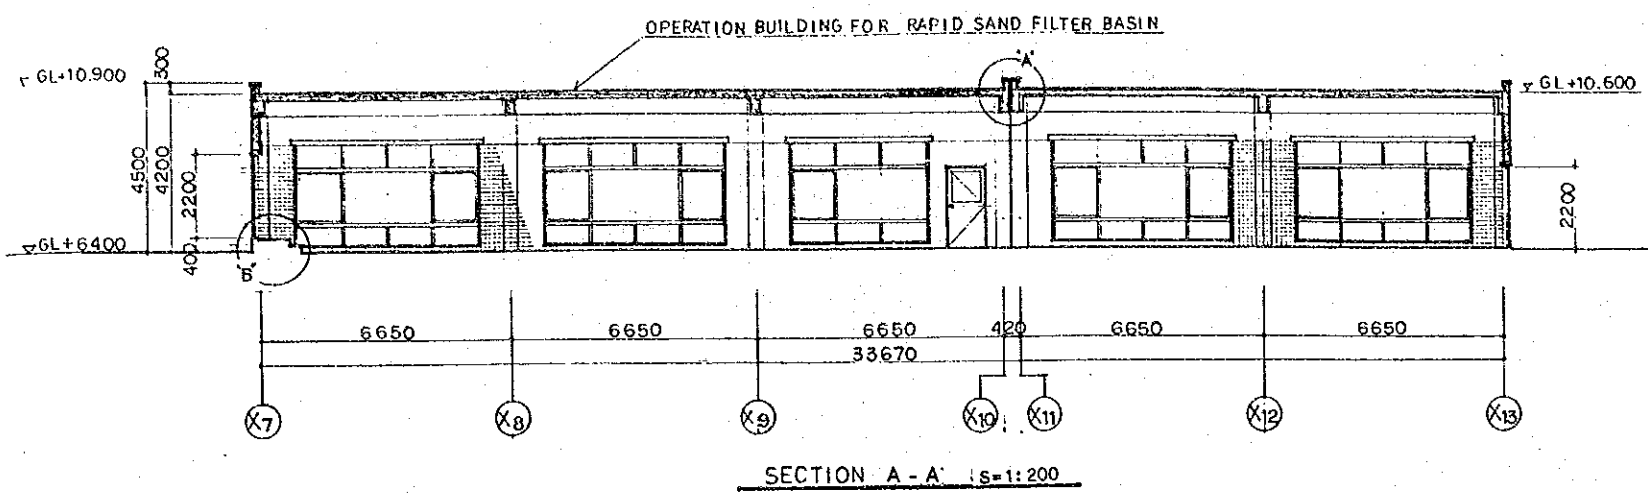 OPERATION BUILDING FOR RAPID SAND FILTER BASIN
"A"
GL+10.900
300
GL+10.600
4500
4200
2200
2200
400
GL+6400
"B"
6650 6650 6650 420 6650 6650
33670
X7 X8 X9 X10 X11 X12 X13
SECTION A-A' S=1:200